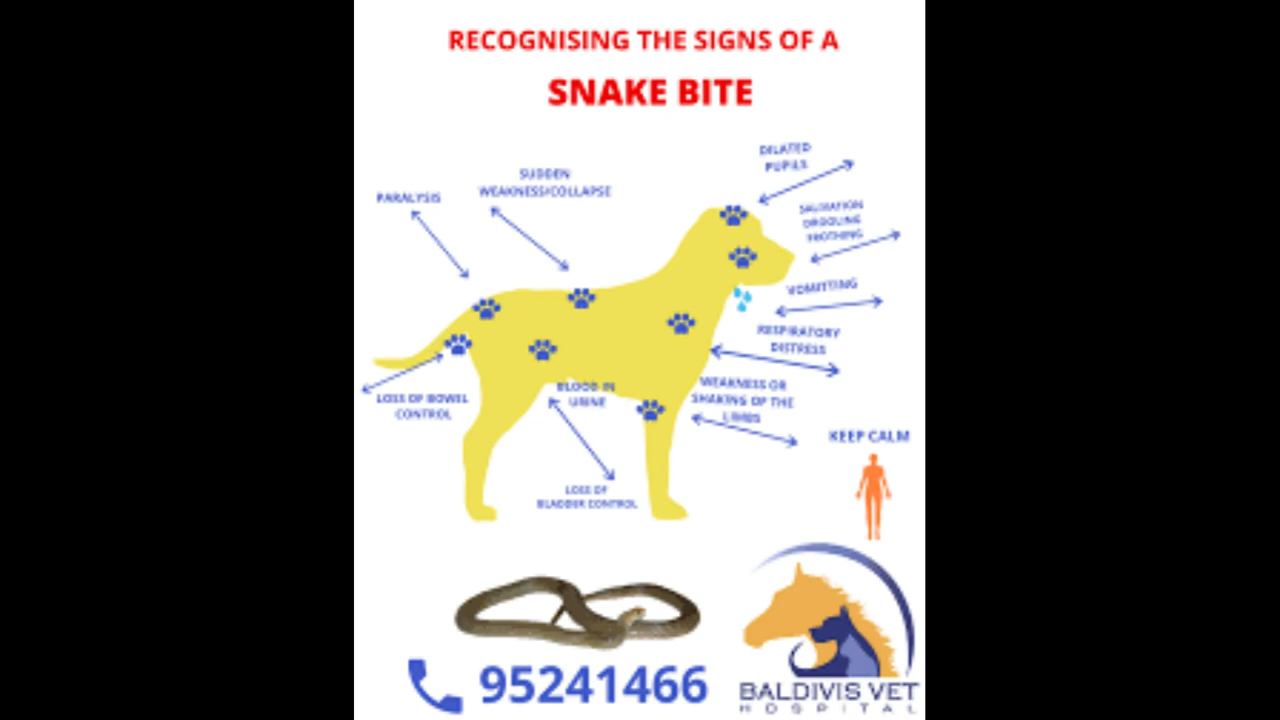 RECOGNISING THE SIGNS OF A
SNAKE BITE
DILATED
PUPILS
SUDDEN
WEAKNESS/COLLAPSE
PARALYSIS
SALIVATION
DROOLING
FROTHING
VOMITTING
RESPIRATORY
DISTRESS
WEAKNESS OR
SHAKING OF THE
LIMBS
BLOOD IN
URINE
LOSS OF BOWEL
CONTROL
KEEP CALM
LOSS OF
BLADDER CONTROL
95241466
BALDIVIS VET
HOSPITAL